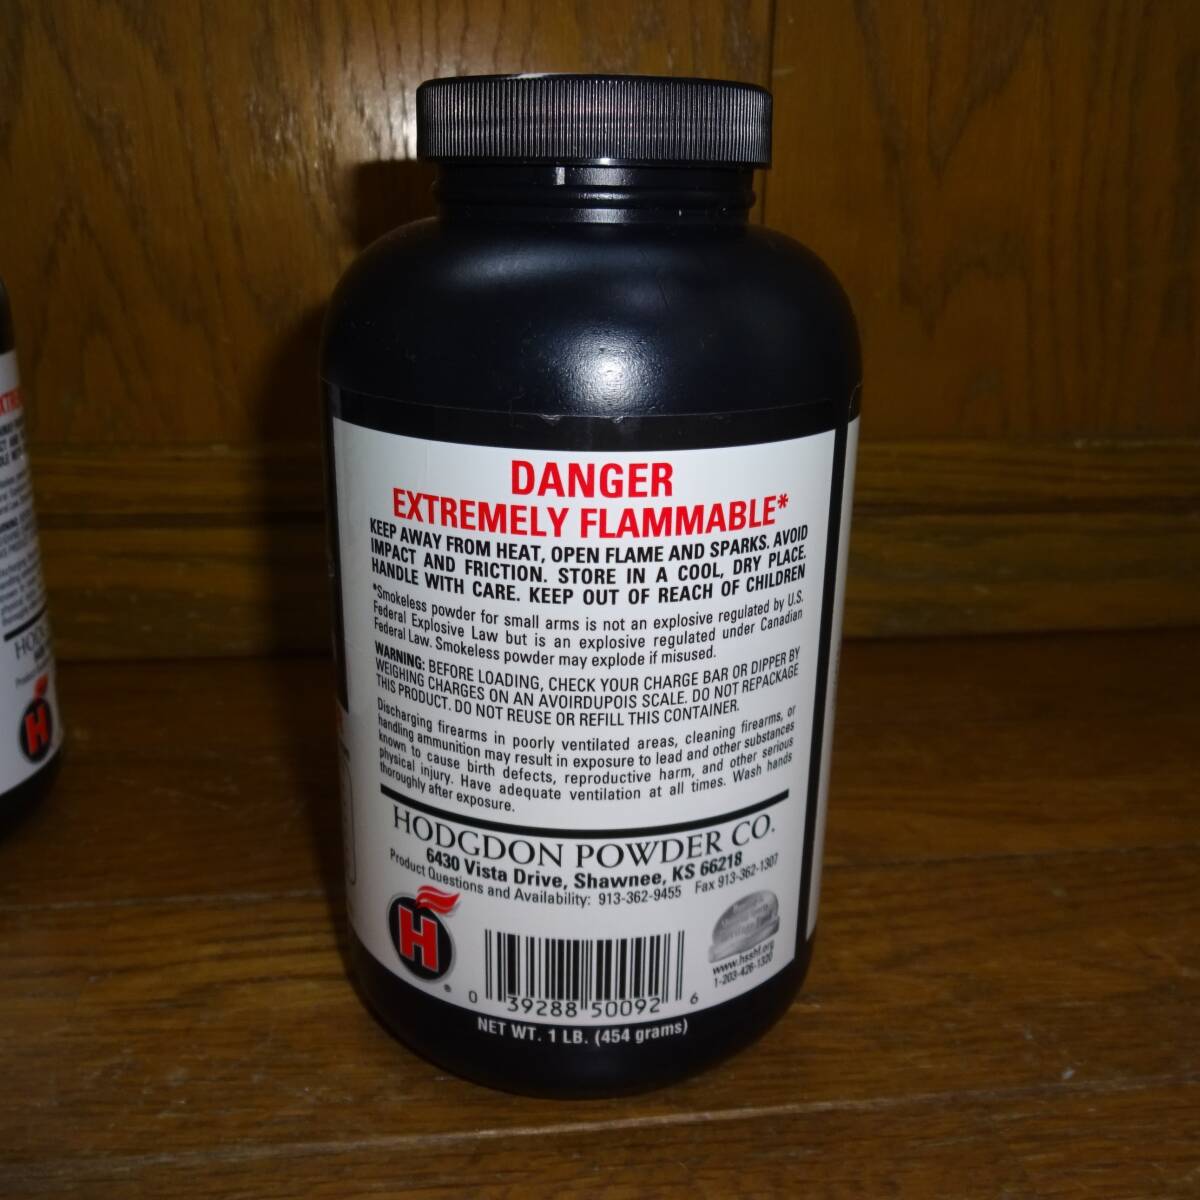 DANGER
EXTREMELY FLAMMABLE*
KEEP AWAY FROM HEAT, OPEN FLAME AND SPARKS. AVOID
IMPACT AND FRICTION. STORE IN A COOL, DRY PLACE.
HANDLE WITH CARE. KEEP OUT OF REACH OF CHILDREN
*Smokeless powder for small arms is not an explosive regulated by U.S.
Federal Explosive Law but is an explosive regulated under Canadian
Federal Law. Smokeless powder may explode if misused.
WARNING: BEFORE LOADING, CHECK YOUR CHARGE BAR OR DIPPER BY
WEIGHING CHARGES ON AN AVOIRDUPOIS SCALE. DO NOT REPACKAGE
THIS PRODUCT. DO NOT REUSE OR REFILL THIS CONTAINER.
Discharging firearms in poorly ventilated areas, cleaning firearms, or
handling ammunition may result in exposure to lead and other substances
known to cause birth defects, reproductive harm, and other serious
physical injury. Have adequate ventilation at all times. Wash hands
thoroughly after exposure.
HODGDON POWDER CO.
6430 Vista Drive, Shawnee, KS 66218
Product Questions and Availability: 913-362-9455 Fax 913-362-1307
H
®
www.hsshf.org
1-203-426-1320
0 39288 50092 6
NET WT. 1 LB. (454 grams)
H